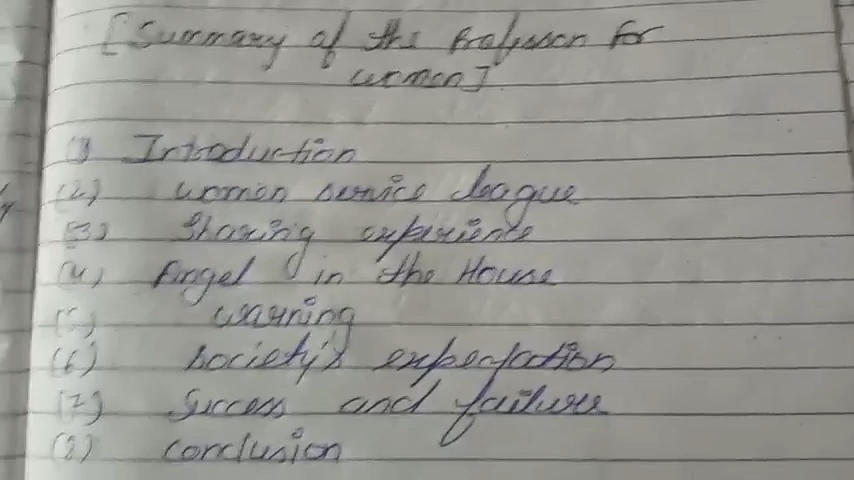 [Summary of the Profession for
women]
(1) Introduction
(2) women service league
(3) Sharing experience
(4) Angel in the House
(5) warning
(6) society's expectation
(7) Success and failure
(8) conclusion